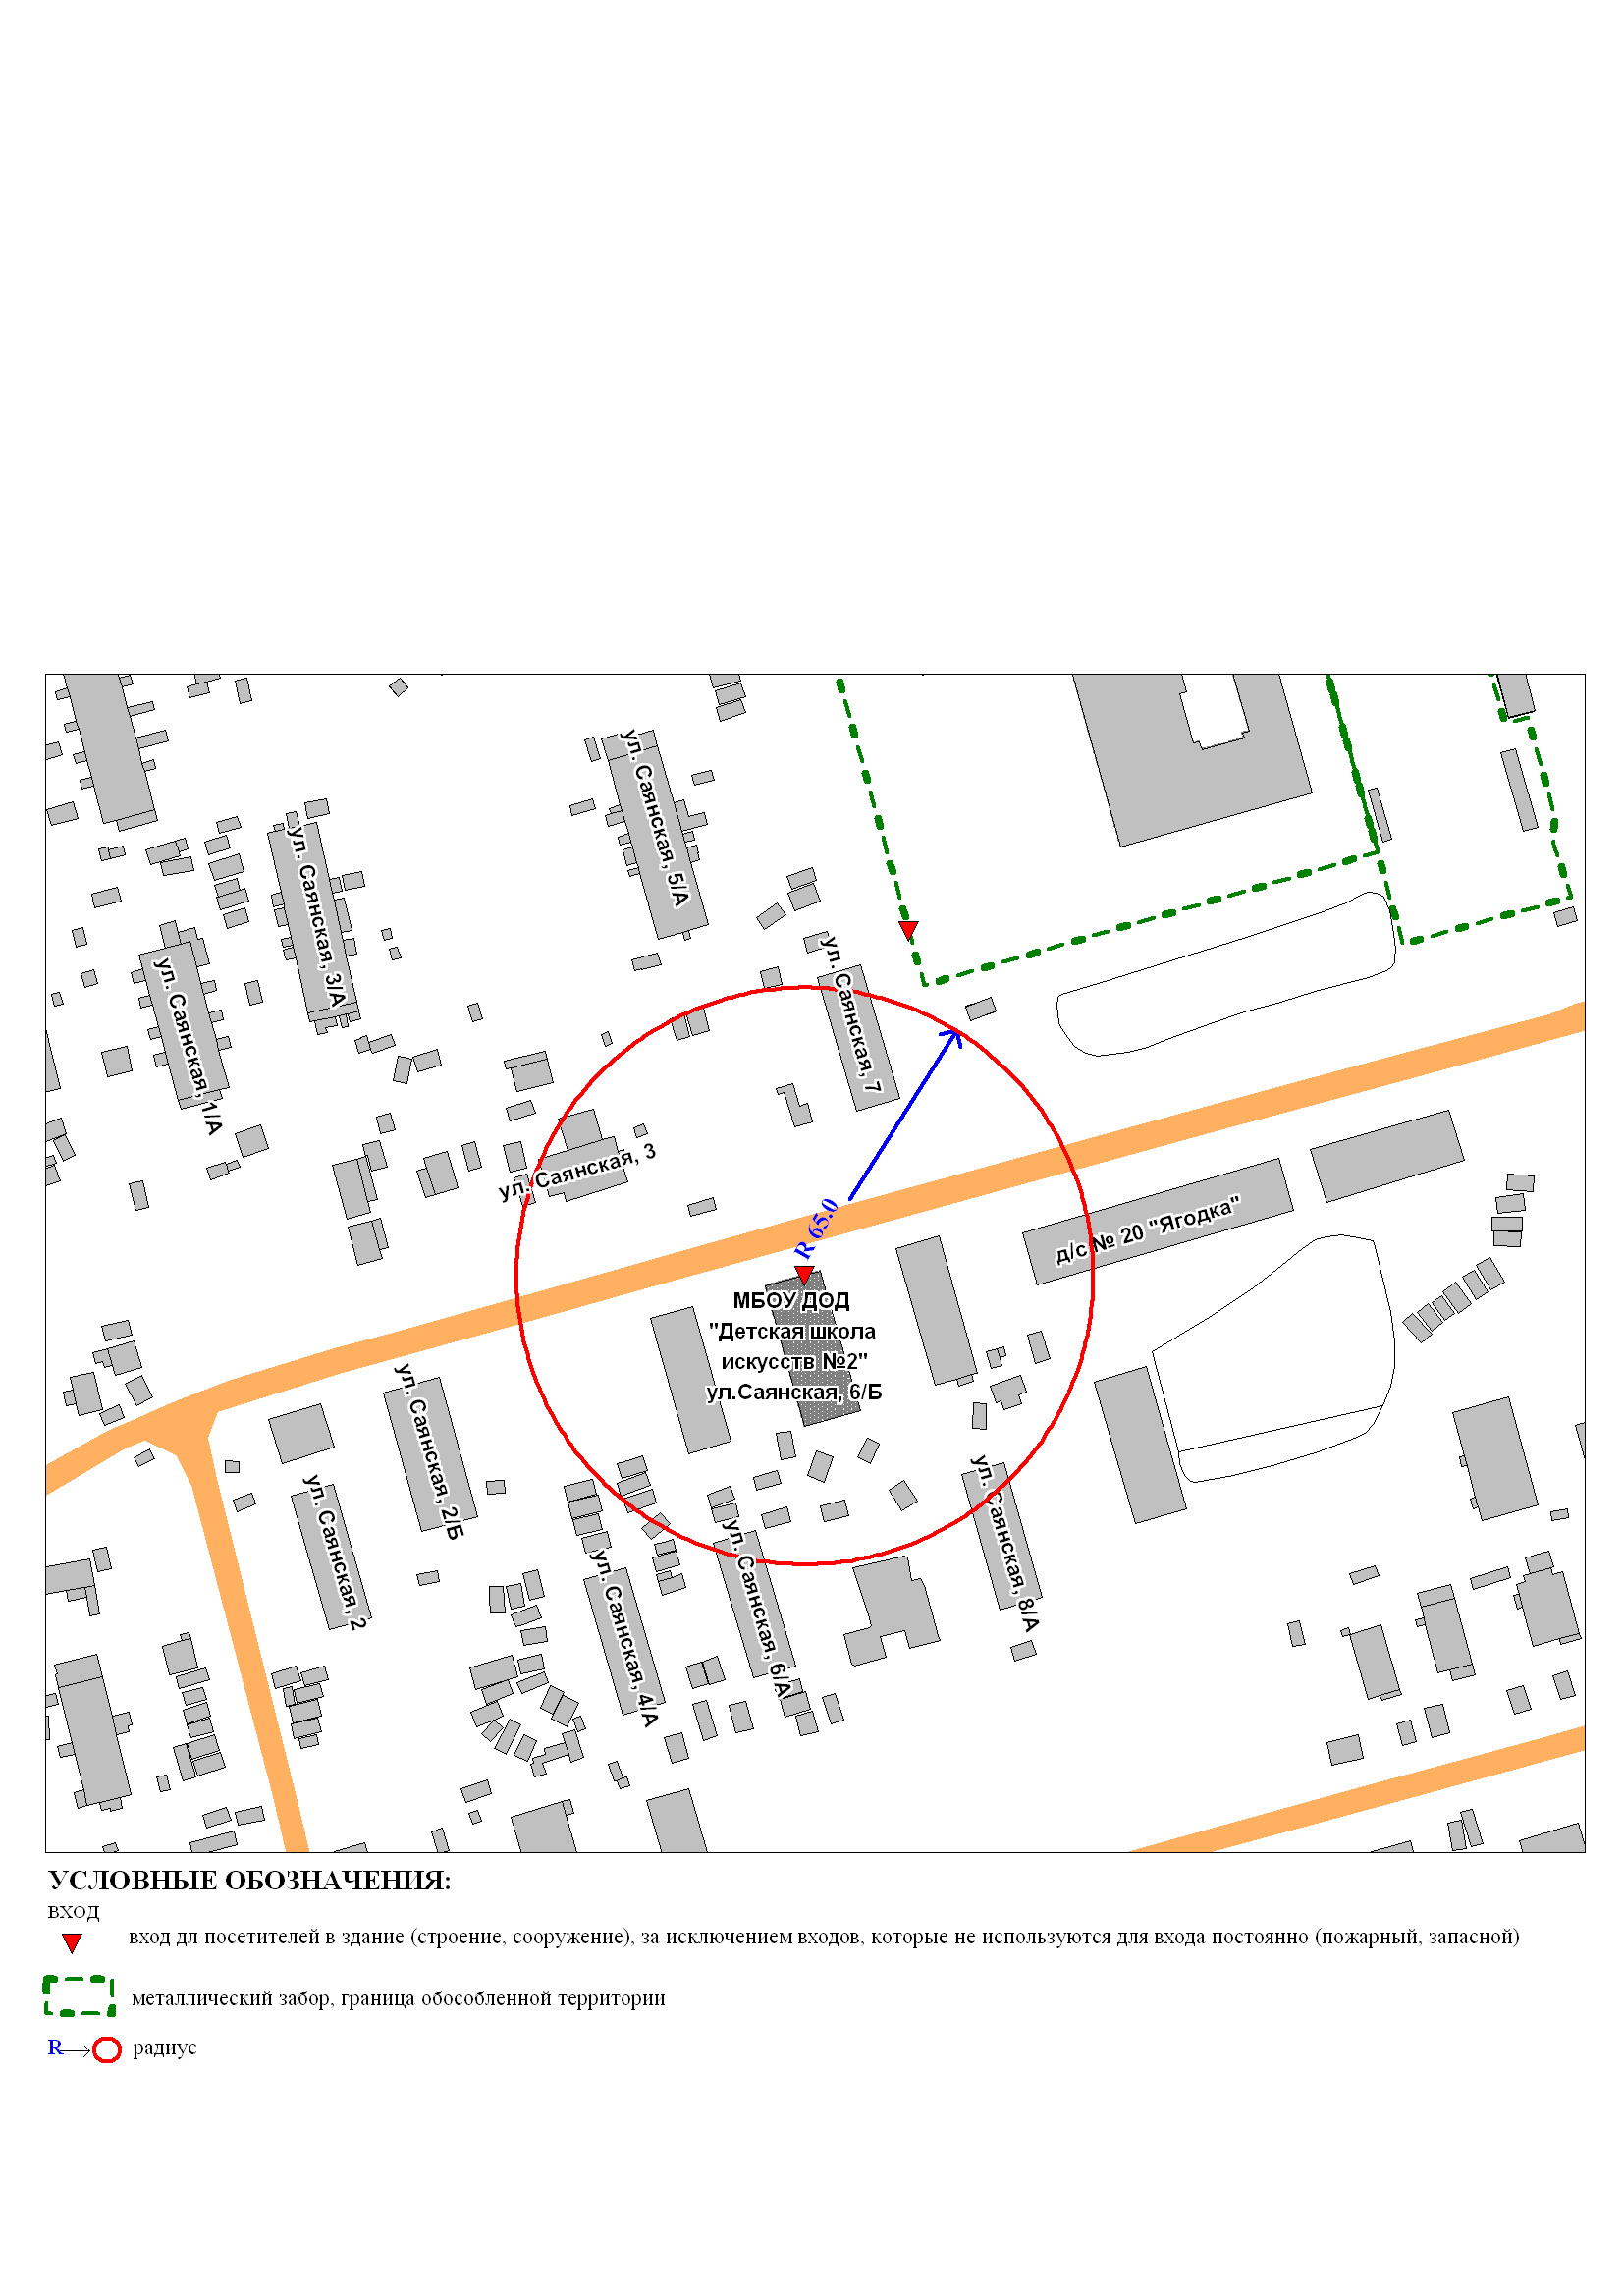 ул. Саянская, 5/А
ул. Саянская, 3/А
ул. Саянская, 7
ул. Саянская, 1/А
ул. Саянская, 3
R 65.0
д/с № 20 "Ягодка"
МБОУ ДОД
"Детская школа
искусств №2"
ул.Саянская, 6/Б
ул. Саянская, 2/Б
ул. Саянская, 2
ул. Саянская, 8/А
ул. Саянская, 6/А
ул. Саянская, 4/А
УСЛОВНЫЕ ОБОЗНАЧЕНИЯ:
ВХОД
вход дл посетителей в здание (строение, сооружение), за исключением входов, которые не используются для входа постоянно (пожарный, запасной)
металлический забор, граница обособленной территории
R радиус